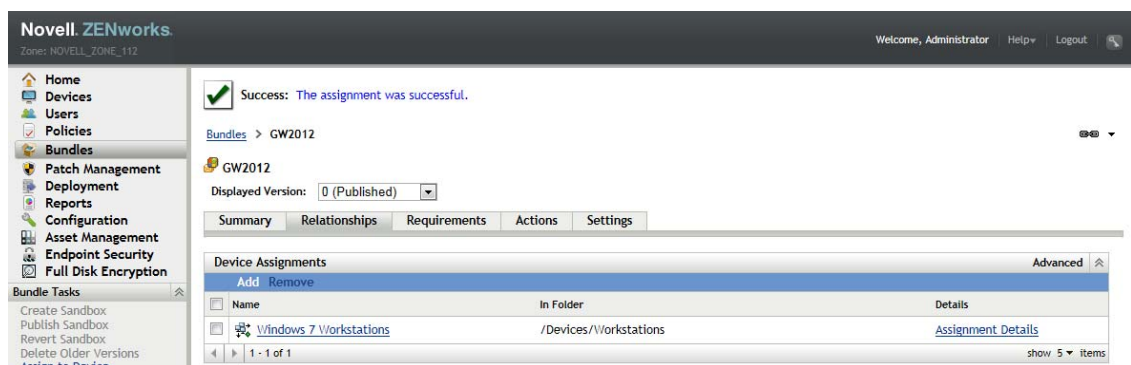 Novell ZENworks
Zone: NOVELL_ZONE_112
Welcome, Administrator Help Logout
Home
Devices
Users
Policies
Bundles
Patch Management
Deployment
Reports
Configuration
Asset Management
Endpoint Security
Full Disk Encryption
Bundle Tasks
Create Sandbox
Publish Sandbox
Revert Sandbox
Delete Older Versions
Assign to Device
Success: The assignment was successful.
Bundles > GW2012
GW2012
Displayed Version: 0 (Published)
Summary Relationships Requirements Actions Settings
Device Assignments Advanced
Add Remove
Name In Folder Details
Windows 7 Workstations /Devices/Workstations Assignment Details
1 - 1 of 1 show 5 items